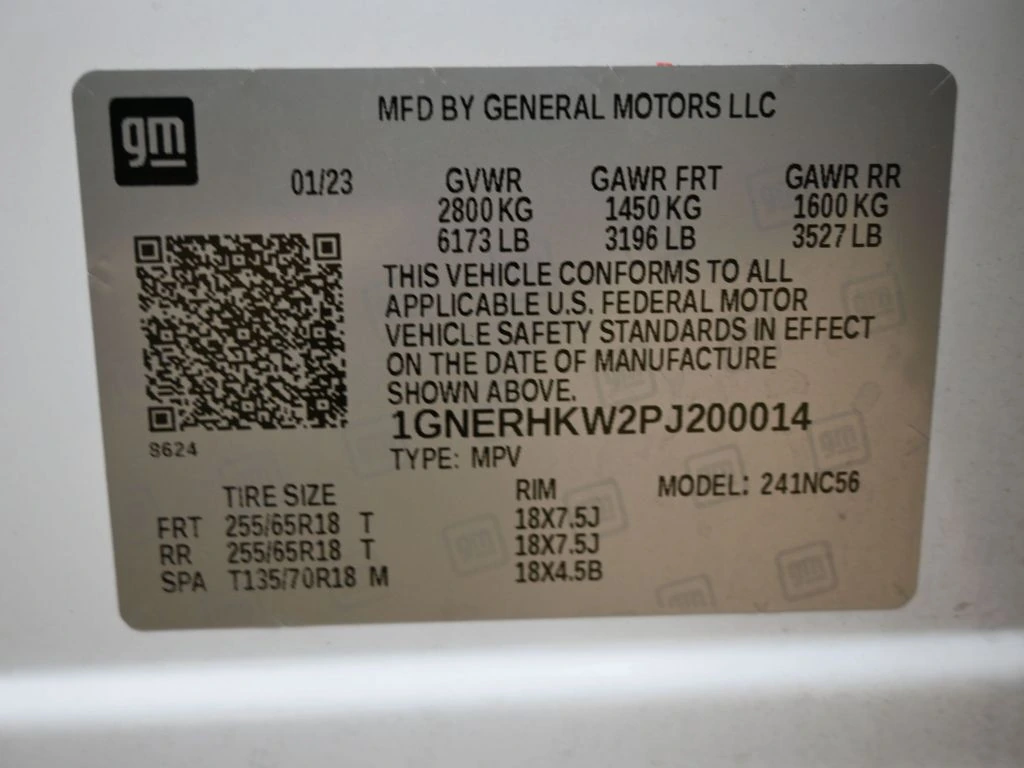 gm
MFD BY GENERAL MOTORS LLC
01/23 GVWR GAWR FRT GAWR RR
2800 KG 1450 KG 1600 KG
6173 LB 3196 LB 3527 LB
THIS VEHICLE CONFORMS TO ALL
APPLICABLE U.S. FEDERAL MOTOR
VEHICLE SAFETY STANDARDS IN EFFECT
ON THE DATE OF MANUFACTURE
SHOWN ABOVE.
1GNERHKW2PJ200014
S624
TYPE: MPV
TIRE SIZE RIM MODEL: 241NC56
FRT 255/65R18 T 18X7.5J
RR 255/65R18 T 18X7.5J
SPA T135/70R18 M 18X4.5B